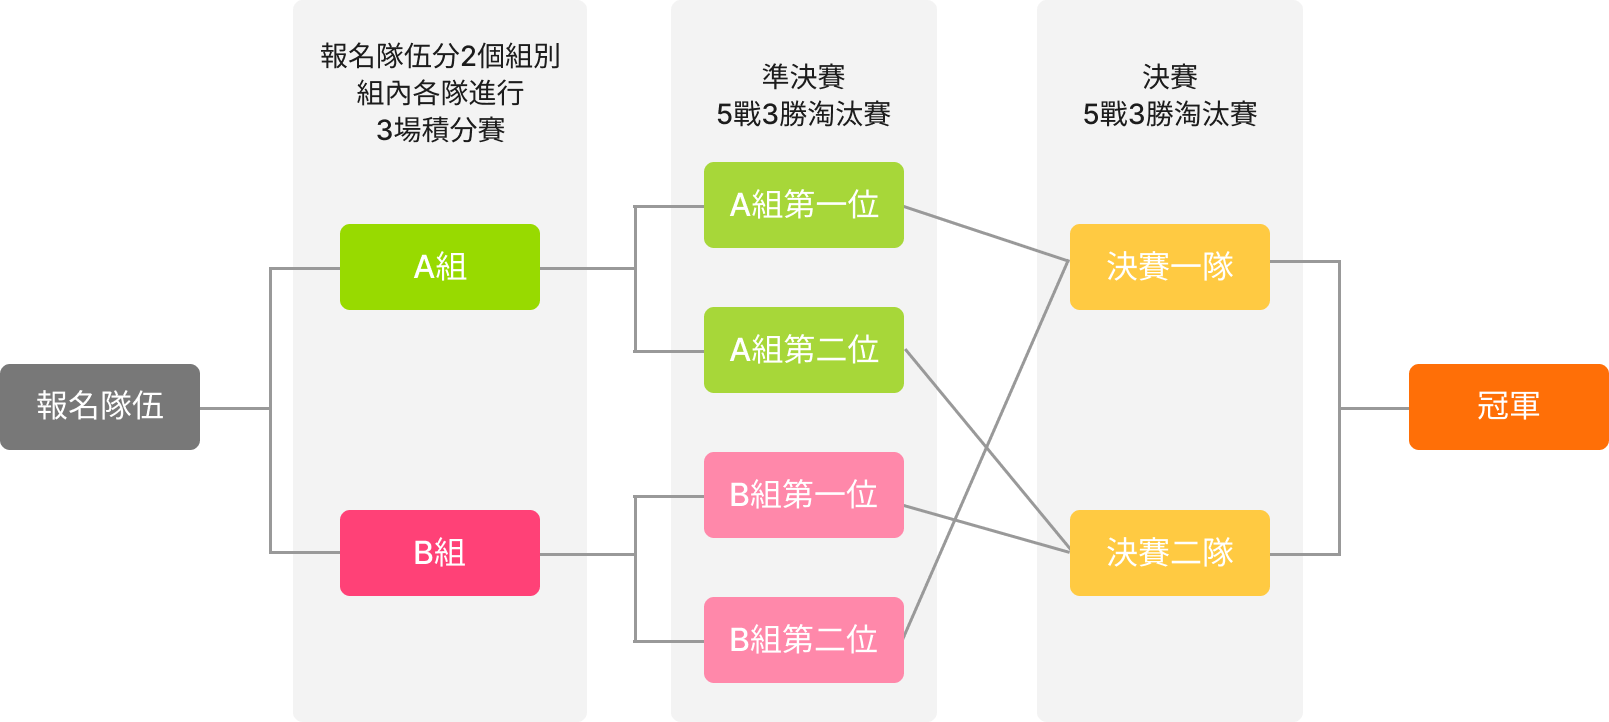 報名隊伍分2個組別
組內各隊進行
3場積分賽
準決賽
5戰3勝淘汰賽
決賽
5戰3勝淘汰賽
報名隊伍
A組
B組
A組第一位
A組第二位
B組第一位
B組第二位
決賽一隊
決賽二隊
冠軍